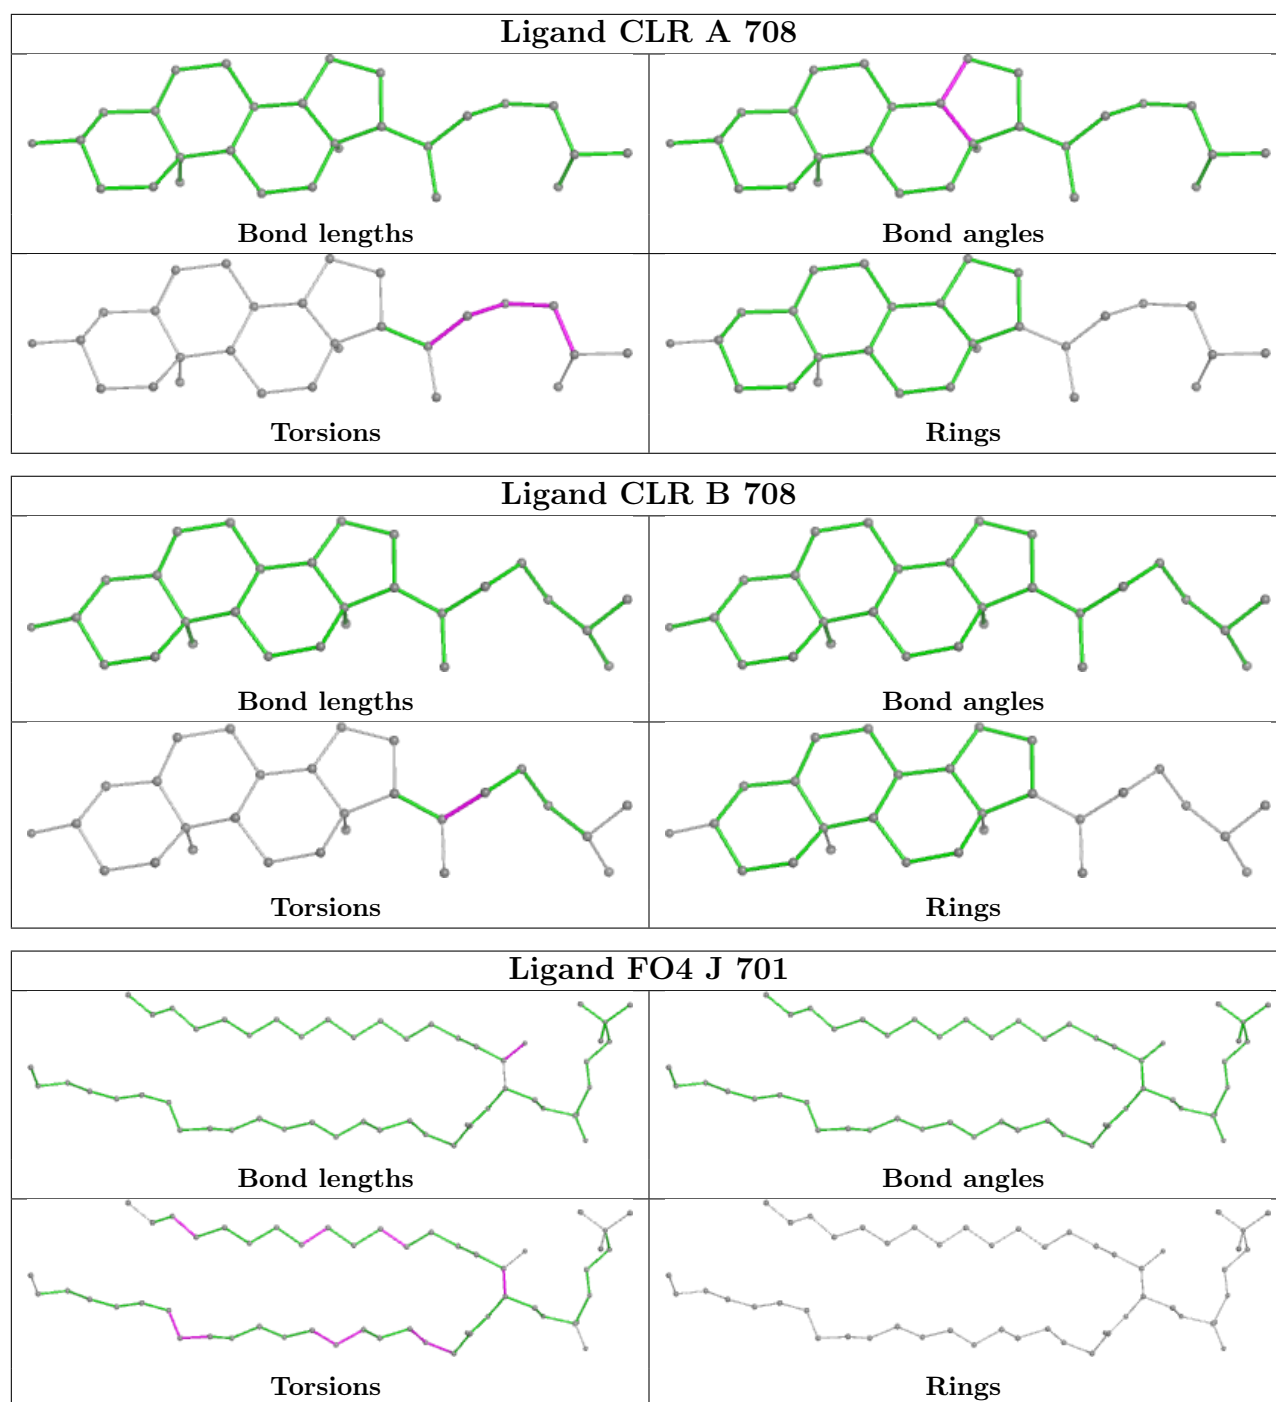 Ligand CLR A 708
Bond lengths
Bond angles
Torsions
Rings
Ligand CLR B 708
Bond lengths
Bond angles
Torsions
Rings
Ligand FO4 J 701
Bond lengths
Bond angles
Torsions
Rings